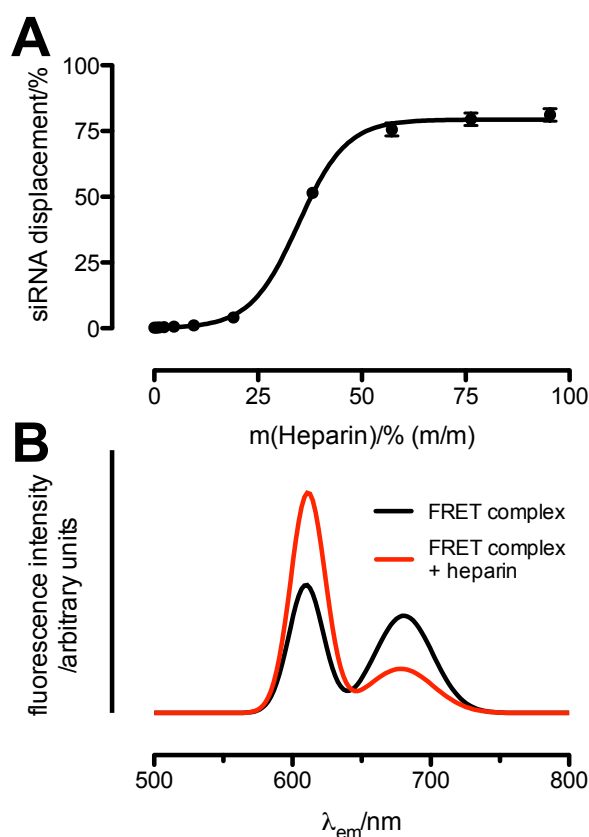 A
siRNA displacement/%
100
75
50
25
0
0 25 50 75 100
m(Heparin)/% (m/m)
B
fluorescence intensity
/arbitrary units
FRET complex
FRET complex
+ heparin
500 600 700 800
λem/nm